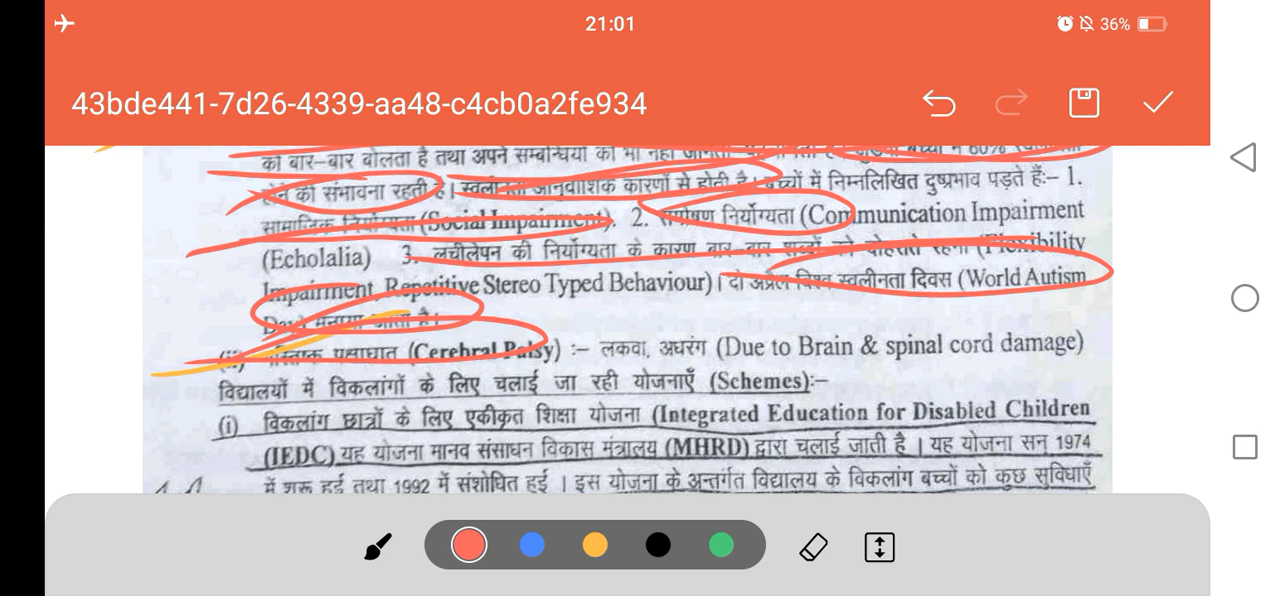 21:01
36%
43bde441-7d26-4339-aa48-c4cb0a2fe934
को बार-बार बोलता है तथा अपने सम्बन्धियों को भी नहीं 60%
होने की संभावना रहती है। स्वलीनता आनुवांशिक कारणों से होती है। बच्चों में निम्नलिखित दुष्प्रभाव पड़ते हैं:- 1.
सामाजिक निर्योग्यता (Social Impairment). 2. सम्प्रेषण निर्योग्यता (Communication Impairment
(Echolalia) 3. लचीलेपन की निर्योग्यता के कारण बार-बार शब्दों को दोहराते रहना (Flexibility
Impairment, Repetitive Stereo Typed Behaviour)। दो अप्रैल विश्व स्वलीनता दिवस (World Autism
Day) मनाया जाता है।
(ii) मस्तिष्क पक्षाघात (Cerebral Palsy) :- लकवा, अधरंग (Due to Brain & spinal cord damage)
विद्यालयों में विकलांगों के लिए चलाई जा रही योजनाएँ (Schemes):-
(i) विकलांग छात्रों के लिए एकीकृत शिक्षा योजना (Integrated Education for Disabled Children
(IEDC) यह योजना मानव संसाधन विकास मंत्रालय (MHRD) द्वारा चलाई जाती है । यह योजना सन् 1974
में शुरू हुई तथा 1992 में संशोधित हुई । इस योजना के अन्तर्गत विद्यालय के विकलांग बच्चों को कुछ सुविधाएँ